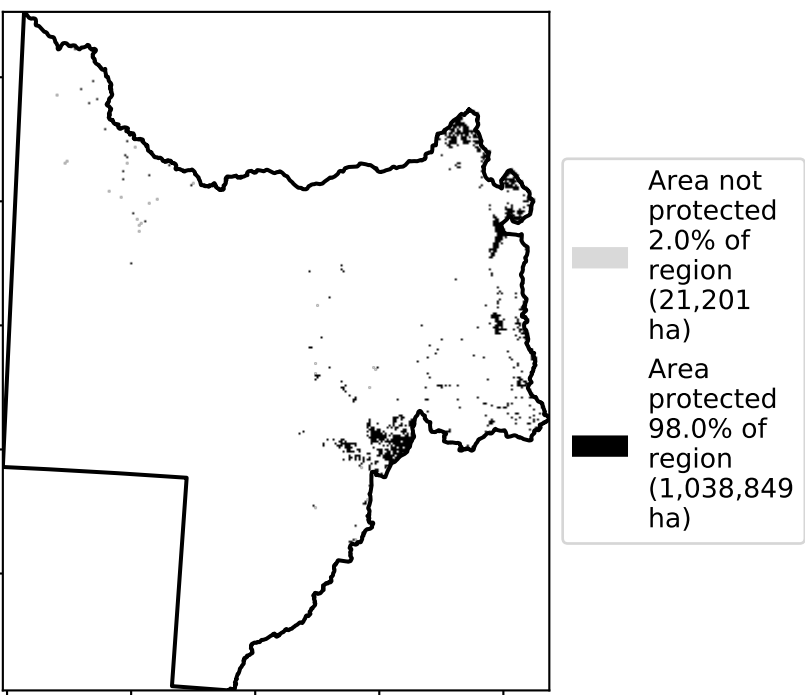 Area not
protected
2.0% of
region
(21,201
ha)
Area
protected
98.0% of
region
(1,038,849
ha)